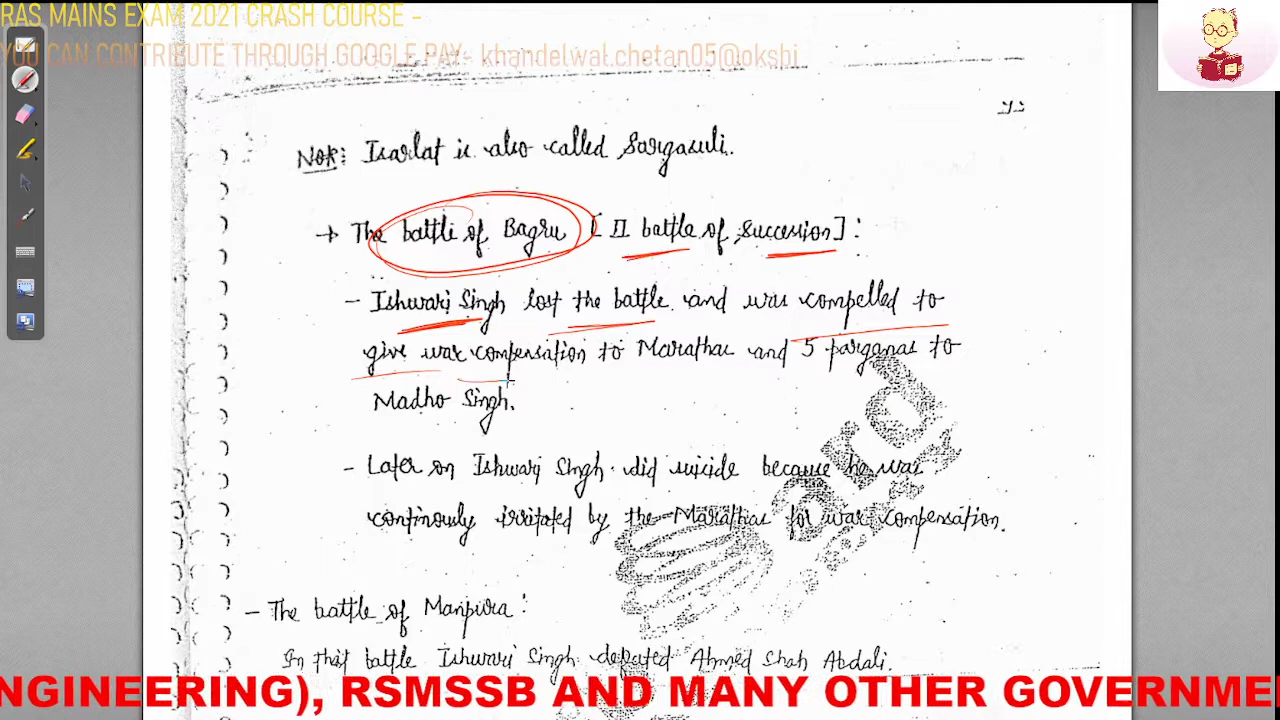 RAS MAINS EXAM 2021 CRASH COURSE -
YOU CAN CONTRIBUTE THROUGH GOOGLE PAY- khandelwal.chetan05@oksbi
Note: Isarlat is also called Sargasuli.
→ The battle of Bagru [II battle of succession]:
- Ishwari Singh lost the battle and was compelled to
give war compensation to Marathas and 5 parganas to
Madho Singh.
- Later on Ishwari Singh did suicide because he was
continously irritated by the Marathas for war compensation.
- The battle of Manpura:
In this battle Ishwari Singh defeated Ahmed Shah Abdali.
NGINEERING), RSMSSB AND MANY OTHER GOVERNME